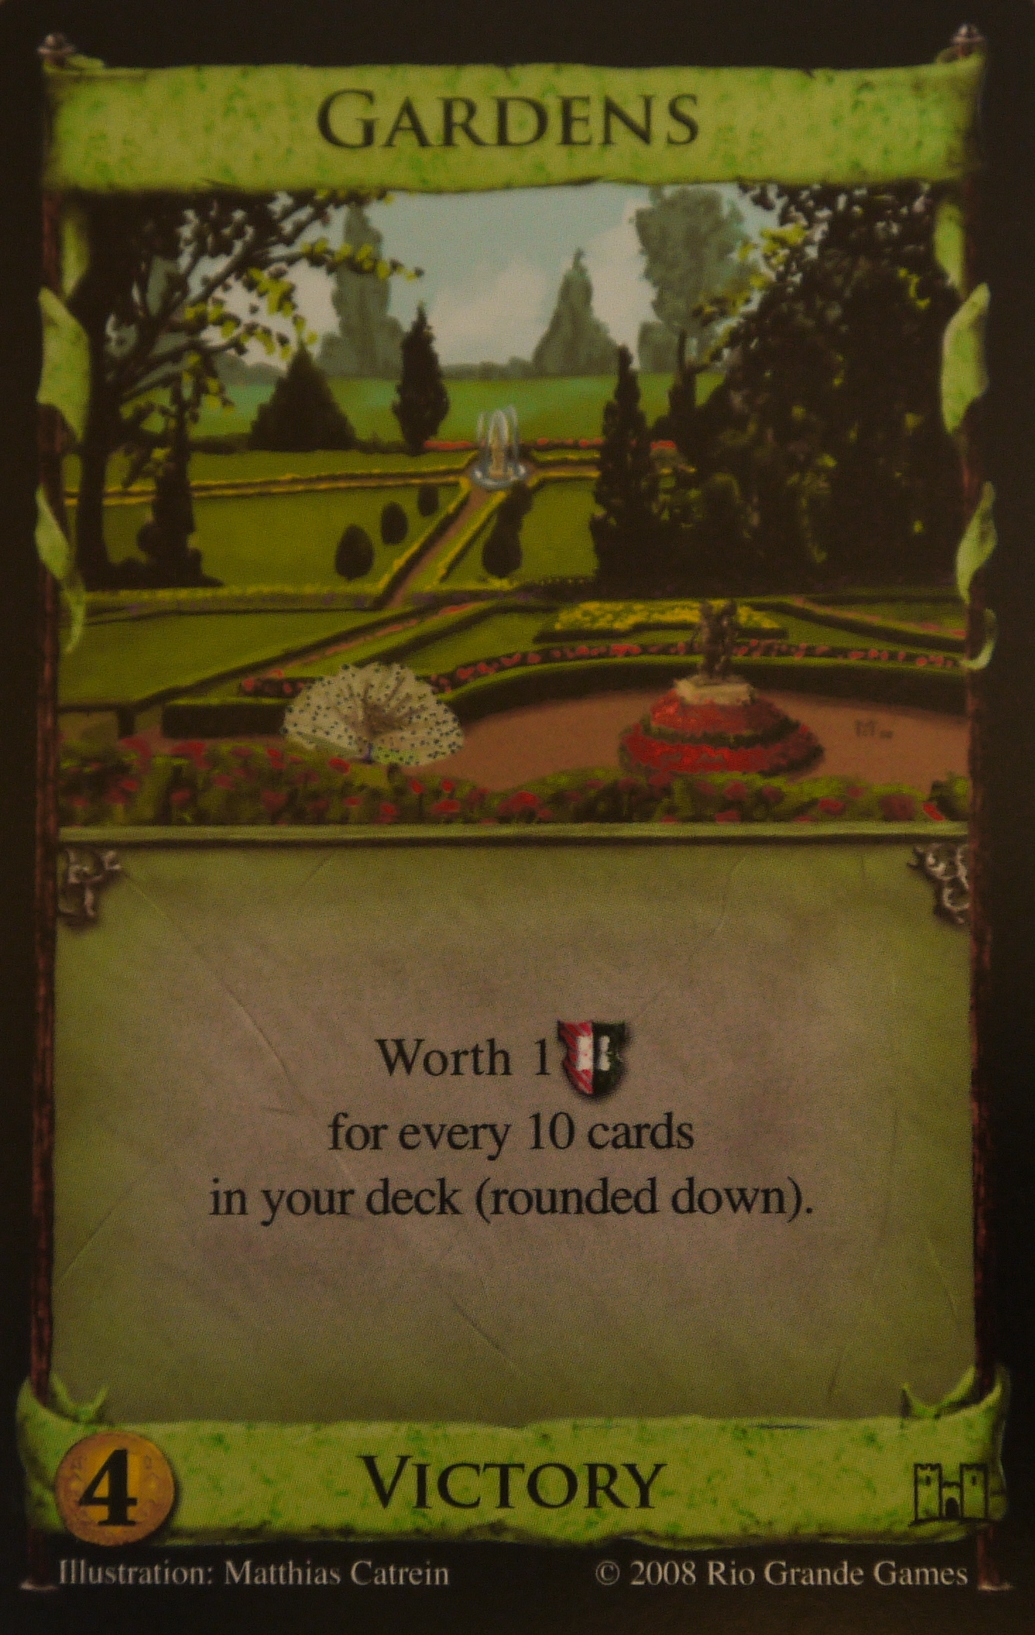 GARDENS
Worth 1
for every 10 cards
in your deck (rounded down).
4
VICTORY
Illustration: Matthias Catrein
© 2008 Rio Grande Games